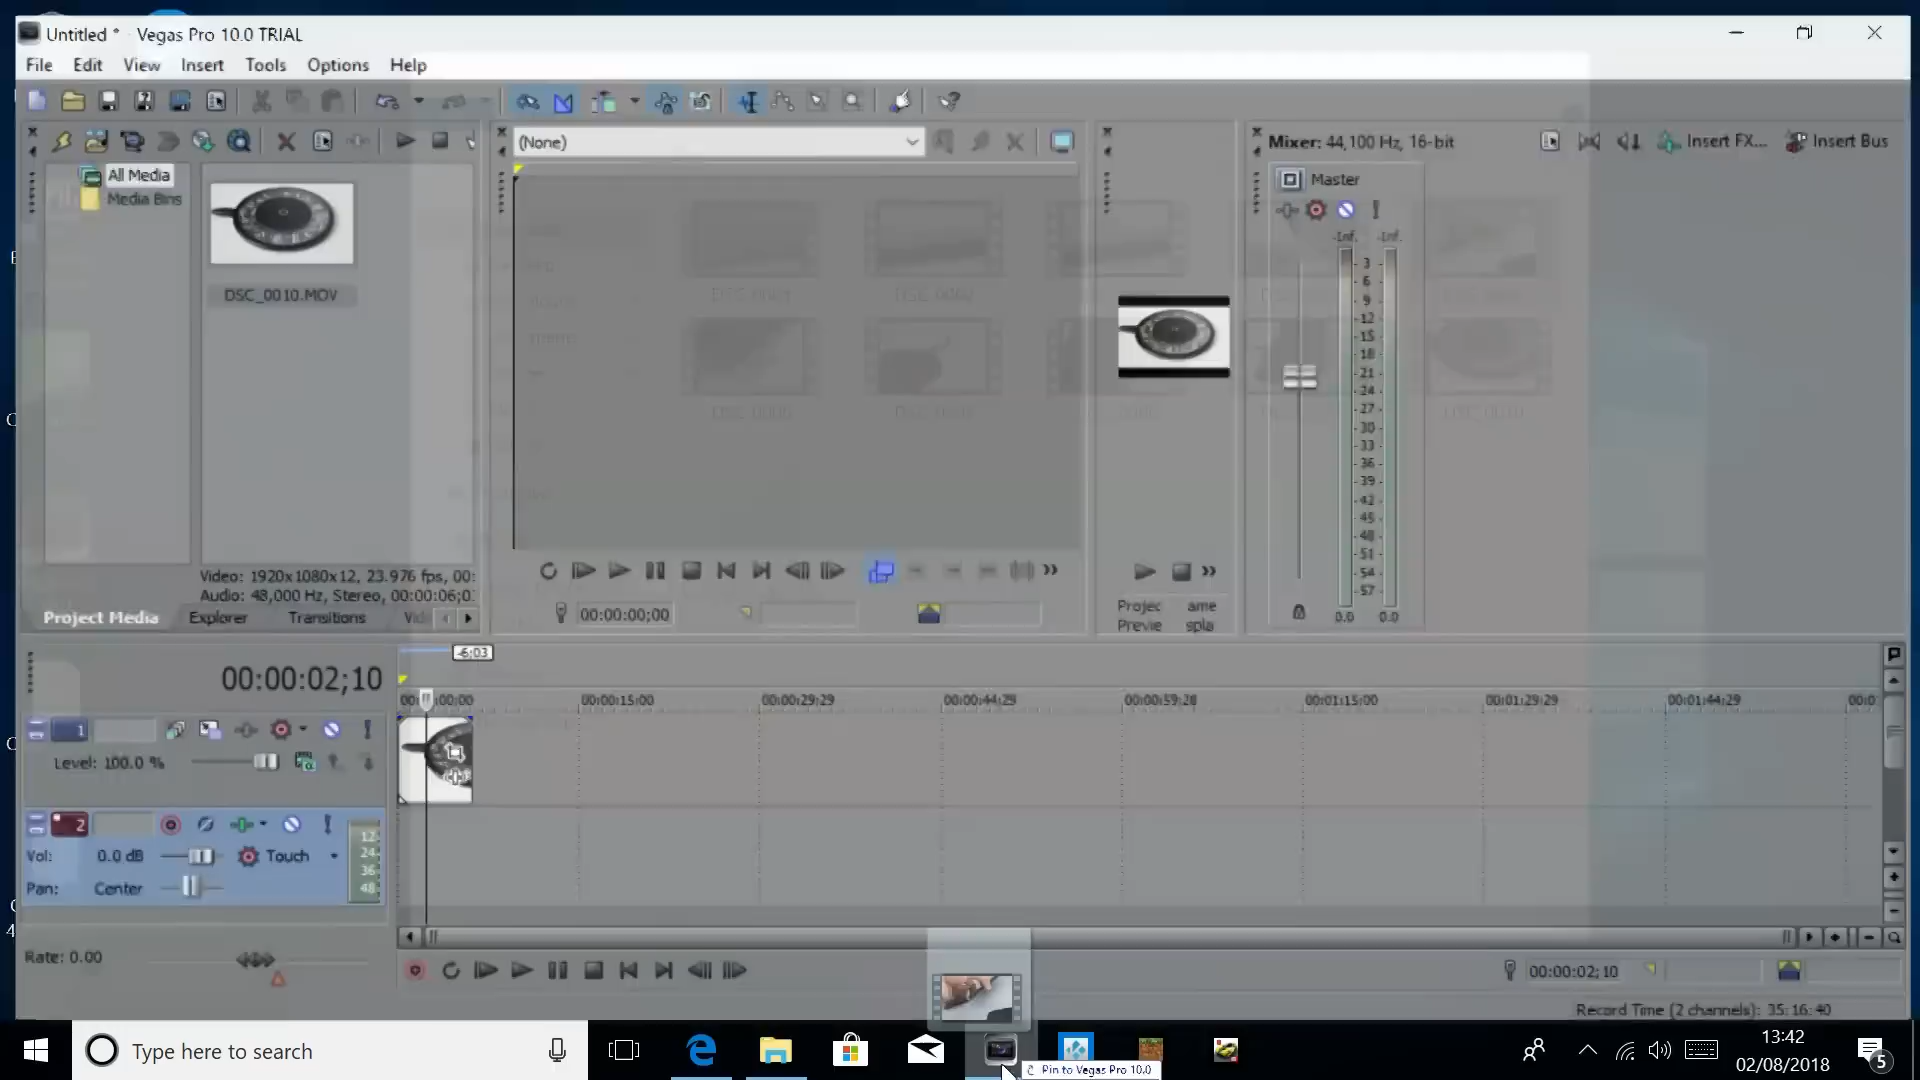 Untitled * - Vegas Pro 10.0 TRIAL
File Edit View Insert Tools Options Help
(None)
Mixer: 44,100 Hz, 16-bit
Insert FX...
Insert Bus
All Media
Media Bins
Master
-Inf. -Inf.
3
6
9
12
15
18
21
24
27
30
33
36
39
42
45
48
51
54
57
0.0 0.0
DSC_0010.MOV
Video: 1920x1080x12, 23.976 fps, 00:
Audio: 48,000 Hz, Stereo, 00:00:06;0
Project Media Explorer Transitions
00:00:00;00
Projec
Previe
ame
spla
-6:03
00:00:02;10
00:00:15;00 00:00:29;29 00:00:44;29 00:00:59;28 00:01:15;00 00:01:29;29 00:01:44;29 00:0
1
Level: 100.0 %
2
Vol: 0.0 dB Touch
Pan: Center
12
24
36
48
Rate: 0.00
00:00:02;10
Record Time (2 channels): 35:16:40
Type here to search
Pin to Vegas Pro 10.0
13:42
02/08/2018
5